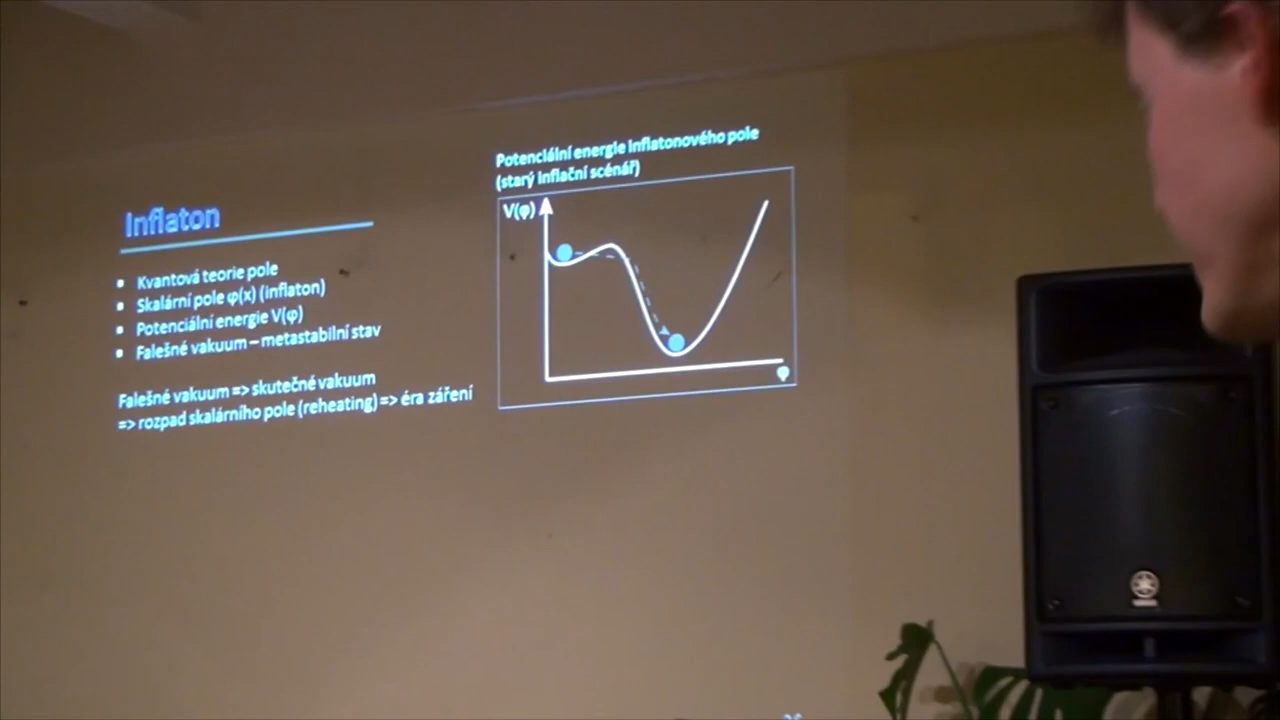 Inflaton
Kvantová teorie pole
Skalární pole φ(x) (inflaton)
Potenciální energie V(φ)
Falešné vakuum – metastabilní stav
Falešné vakuum => skutečné vakuum
=> rozpad skalárního pole (reheating) => éra záření
Potenciální energie inflatonového pole
(starý inflační scénář)
V(φ)
φ
YAMAHA